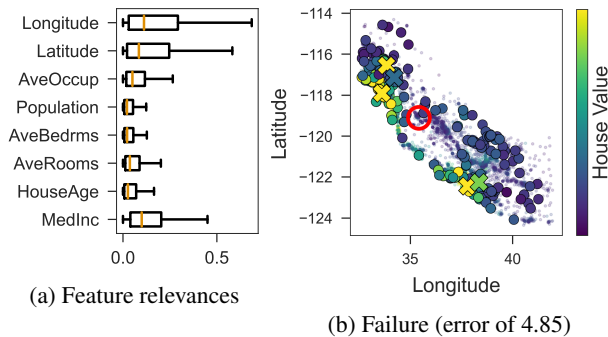 Longitude
Latitude
AveOccup
Population
AveBedrms
AveRooms
HouseAge
MedInc
0.0 0.5
(a) Feature relevances
−114
−116
−118
−120
−122
−124
Latitude
35 40
Longitude
House Value
(b) Failure (error of 4.85)